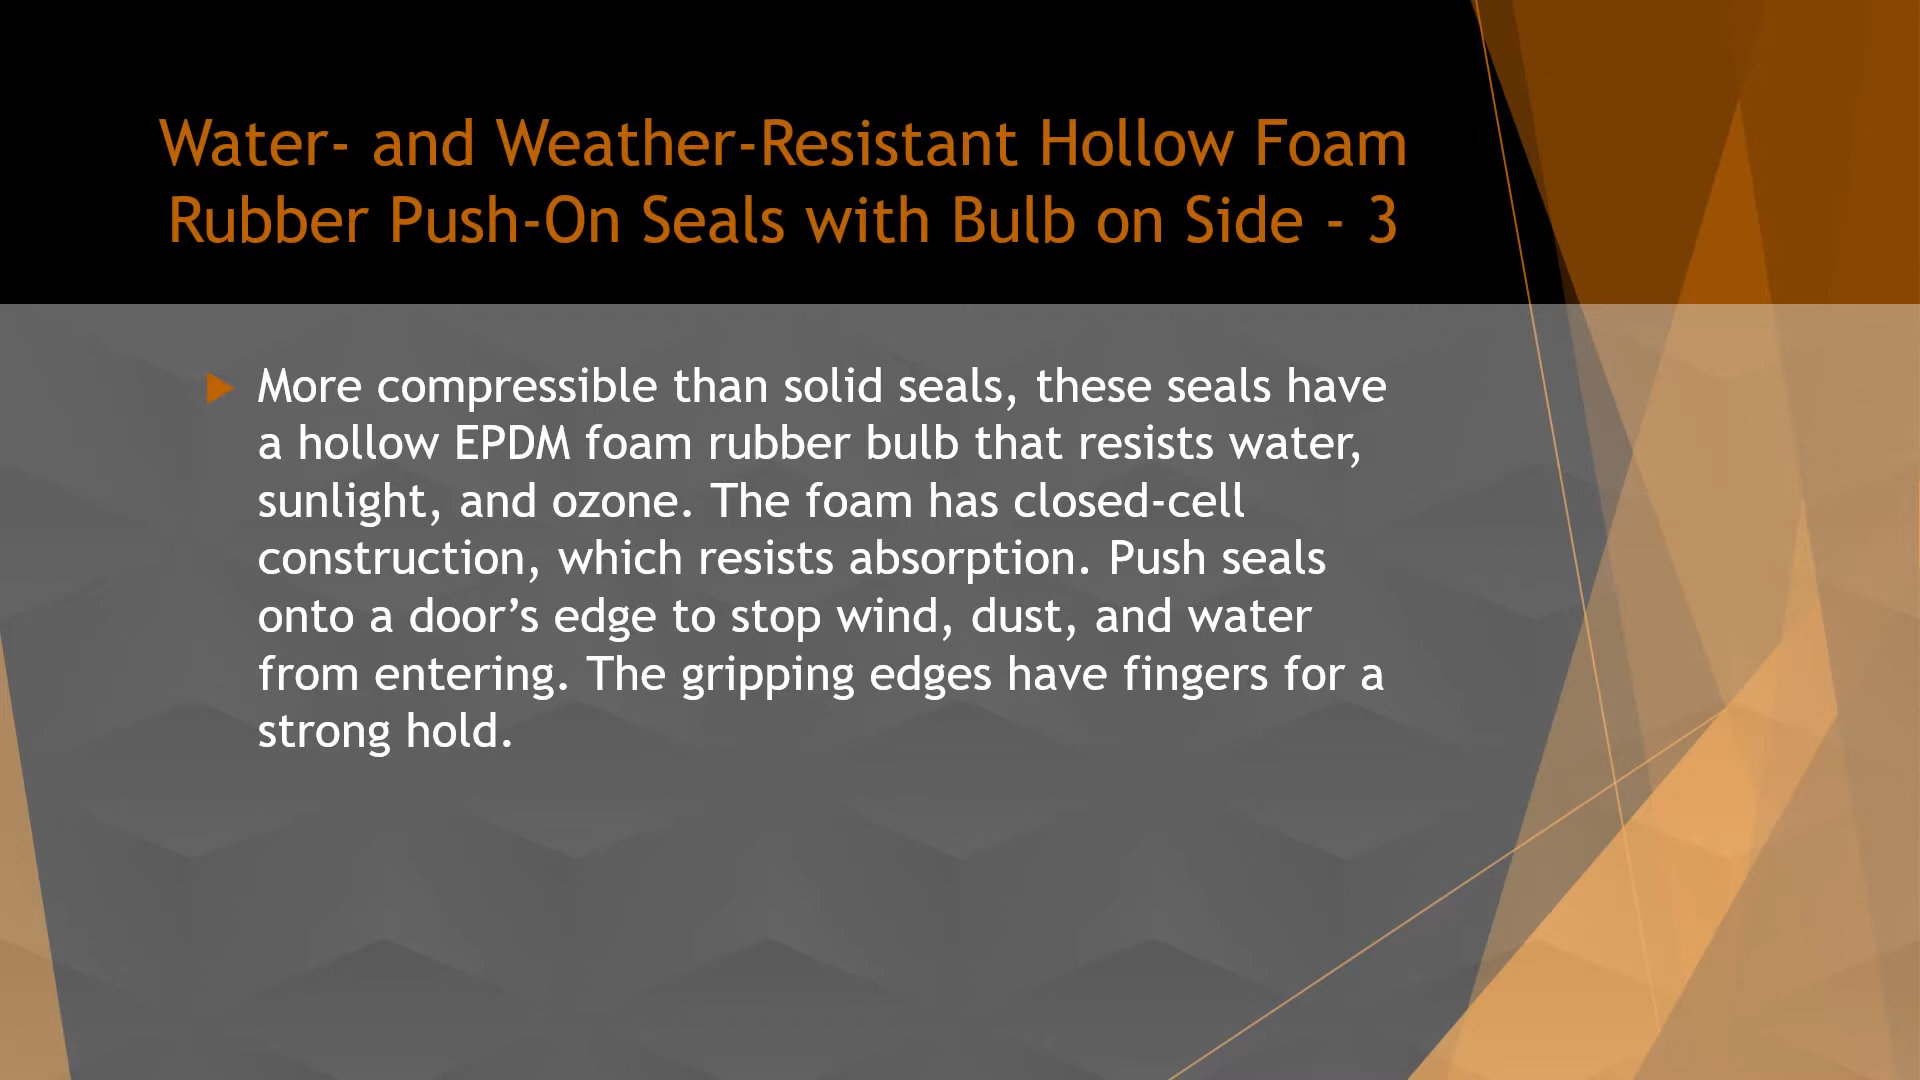 Water- and Weather-Resistant Hollow Foam
Rubber Push-On Seals with Bulb on Side - 3
More compressible than solid seals, these seals have
a hollow EPDM foam rubber bulb that resists water,
sunlight, and ozone. The foam has closed-cell
construction, which resists absorption. Push seals
onto a door’s edge to stop wind, dust, and water
from entering. The gripping edges have fingers for a
strong hold.